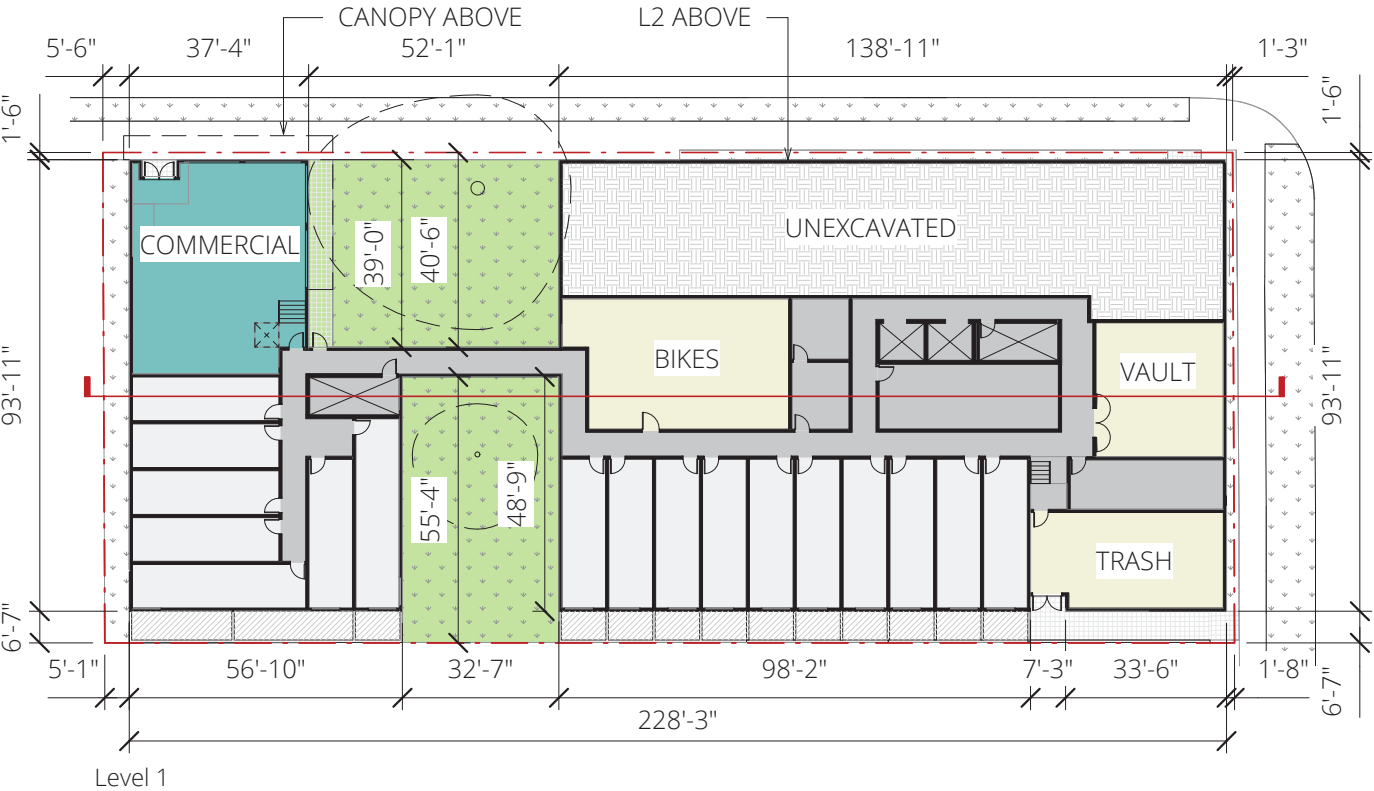 CANOPY ABOVE
L2 ABOVE
5'-6"
37'-4"
52'-1"
138'-11"
1'-3"
1'-6"
1'-6"
COMMERCIAL
39'-0"
40'-6"
UNEXCAVATED
BIKES
VAULT
93'-11"
93'-11"
55'-4"
48'-9"
TRASH
6'-7"
6'-7"
5'-1"
56'-10"
32'-7"
98'-2"
7'-3"
33'-6"
1'-8"
228'-3"
Level 1